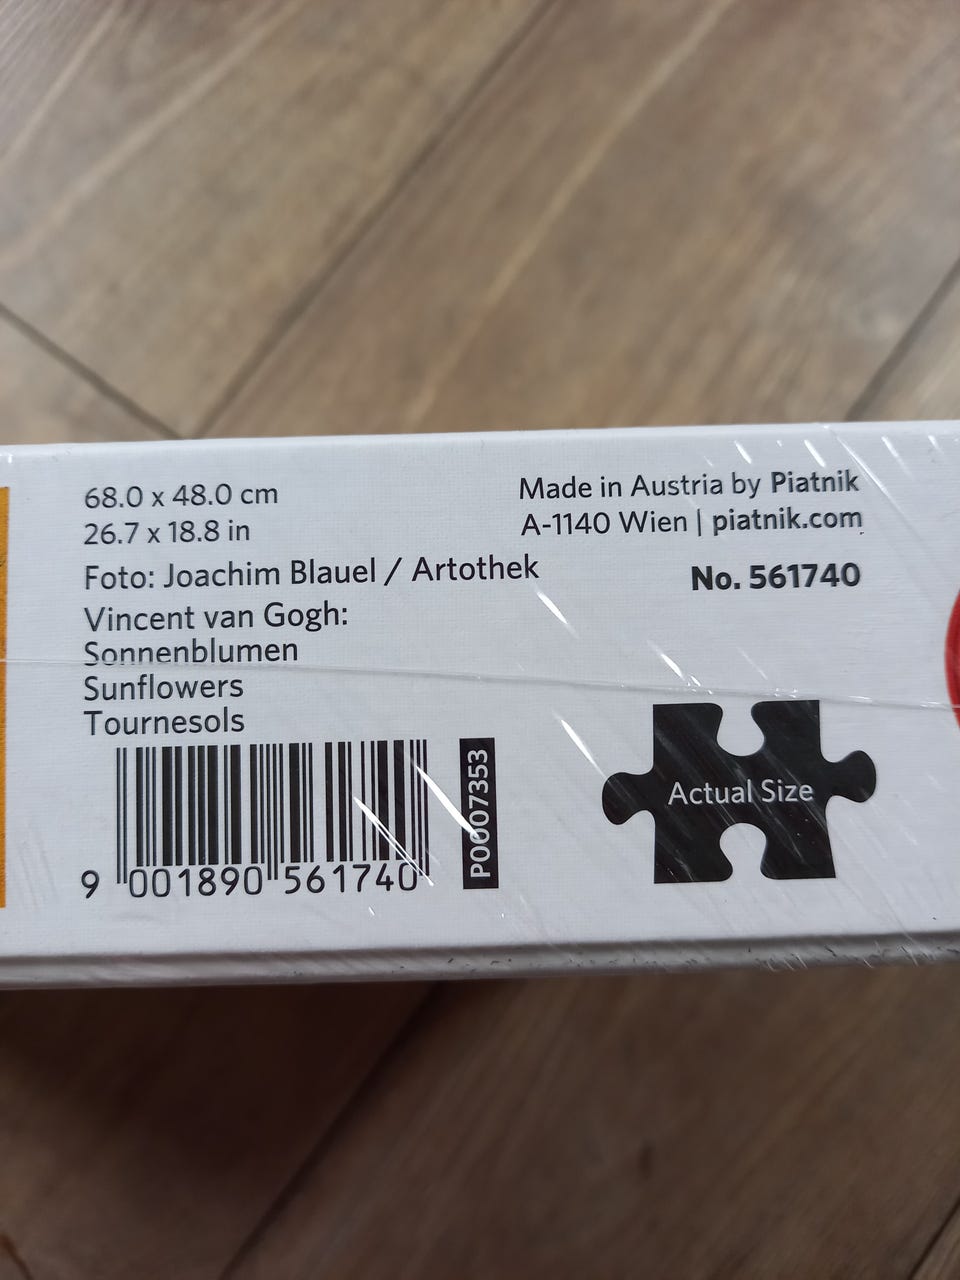 68.0 x 48.0 cm
26.7 x 18.8 in
Foto: Joachim Blauel / Artothek
Vincent van Gogh:
Sonnenblumen
Sunflowers
Tournesols
9 001890 561740
P0007353
Made in Austria by Piatnik
A-1140 Wien | piatnik.com
No. 561740
Actual Size